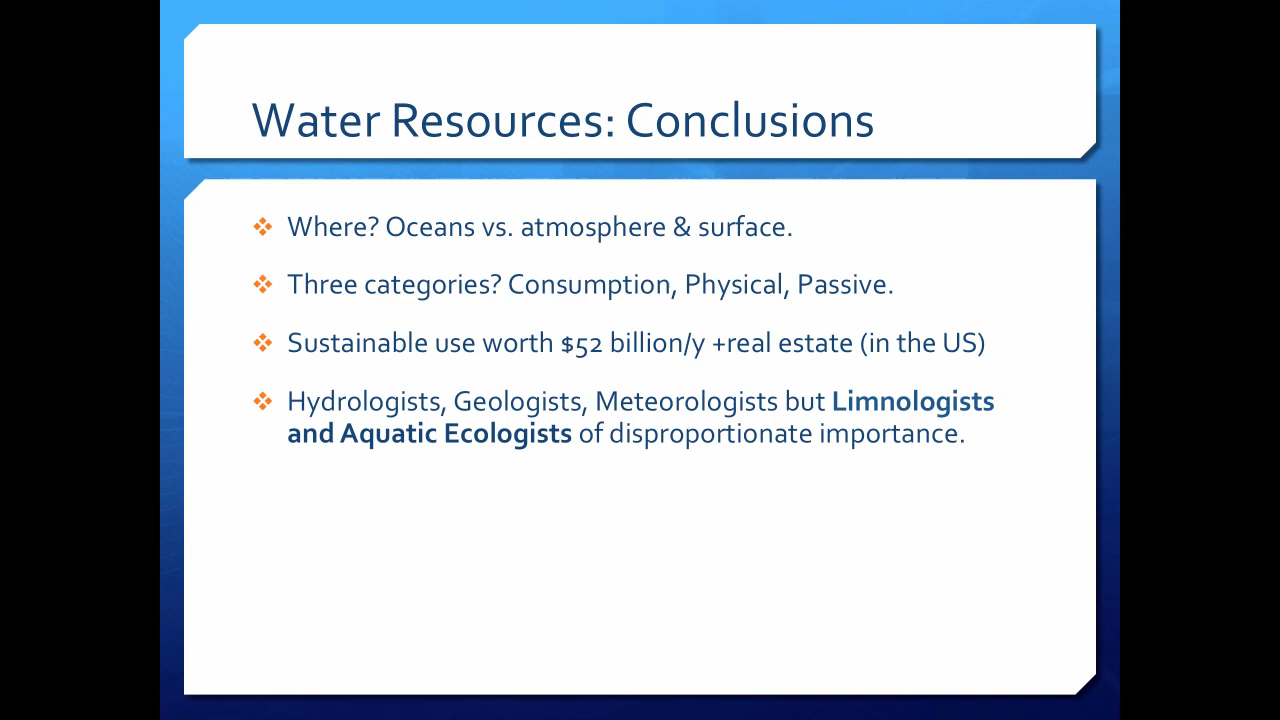 Water Resources: Conclusions
Where? Oceans vs. atmosphere & surface.
Three categories? Consumption, Physical, Passive.
Sustainable use worth $52 billion/y +real estate (in the US)
Hydrologists, Geologists, Meteorologists but Limnologists
and Aquatic Ecologists of disproportionate importance.